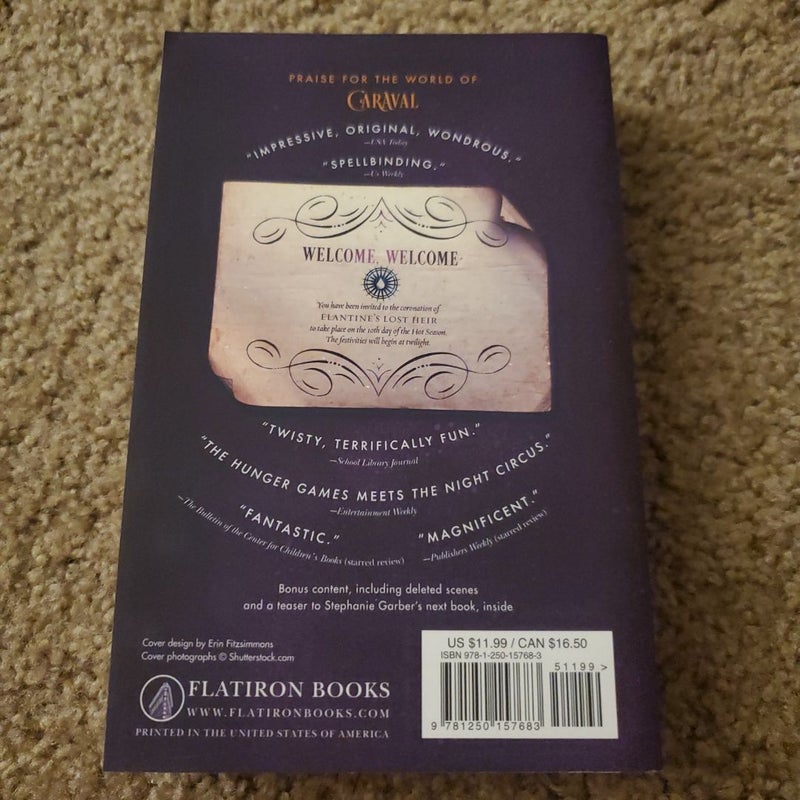 PRAISE FOR THE WORLD OF
CARAVAL
"IMPRESSIVE, ORIGINAL, WONDROUS."
—USA Today
"SPELLBINDING."
—Us Weekly
WELCOME, WELCOME
You have been invited to the coronation of
ELANTINE'S LOST HEIR
to take place on the 10th day of the Hot Season.
The festivities will begin at twilight.
"TWISTY, TERRIFICALLY FUN."
—School Library Journal
"THE HUNGER GAMES MEETS THE NIGHT CIRCUS."
—Entertainment Weekly
"FANTASTIC."
—The Bulletin of the Center for Children's Books (starred review)
"MAGNIFICENT."
—Publishers Weekly (starred review)
Bonus content, including deleted scenes
and a teaser to Stephanie Garber's next book, inside
Cover design by Erin Fitzsimmons
Cover photographs © Shutterstock.com
FLATIRON BOOKS
WWW.FLATIRONBOOKS.COM
PRINTED IN THE UNITED STATES OF AMERICA
US $11.99 / CAN $16.50
ISBN 978-1-250-15768-3
51199 >
9 781250 157683